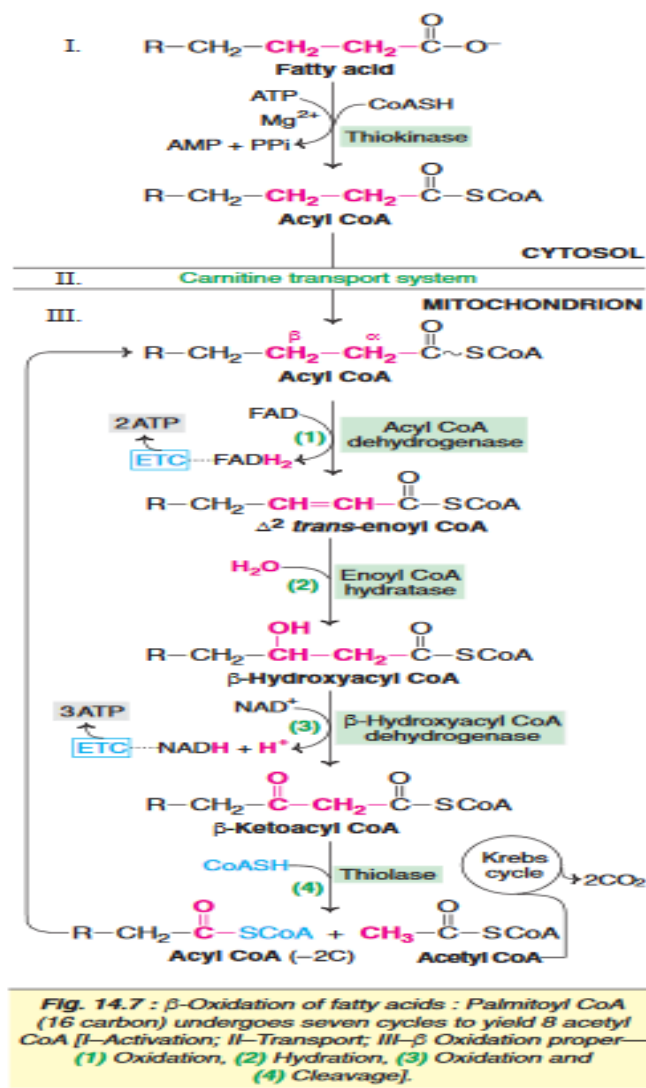 I.
O
R–CH₂–CH₂–CH₂–C–O⁻
Fatty acid
ATP
CoASH
Mg²⁺
Thiokinase
AMP + PPi
O
R–CH₂–CH₂–CH₂–C–SCoA
Acyl CoA
CYTOSOL
II. Carnitine transport system
MITOCHONDRION
III.
β α O
R–CH₂–CH₂–CH₂–C~SCoA
Acyl CoA
FAD
2ATP
(1)
Acyl CoA
dehydrogenase
ETC FADH₂
O
R–CH₂–CH=CH–C–SCoA
Δ² trans-enoyl CoA
H₂O
(2)
Enoyl CoA
hydratase
OH O
R–CH₂–CH–CH₂–C–SCoA
β-Hydroxyacyl CoA
NAD⁺
3ATP
(3)
β-Hydroxyacyl CoA
dehydrogenase
ETC NADH + H⁺
O O
R–CH₂–C–CH₂–C–SCoA
β-Ketoacyl CoA
CoASH
(4)
Thiolase
Krebs
cycle
2CO₂
O O
R–CH₂–C–SCoA + CH₃–C–SCoA
Acyl CoA (–2C) Acetyl CoA
Fig. 14.7 : β-Oxidation of fatty acids : Palmitoyl CoA
(16 carbon) undergoes seven cycles to yield 8 acetyl
CoA [I–Activation; II–Transport; III–β Oxidation proper—
(1) Oxidation, (2) Hydration, (3) Oxidation and
(4) Cleavage].